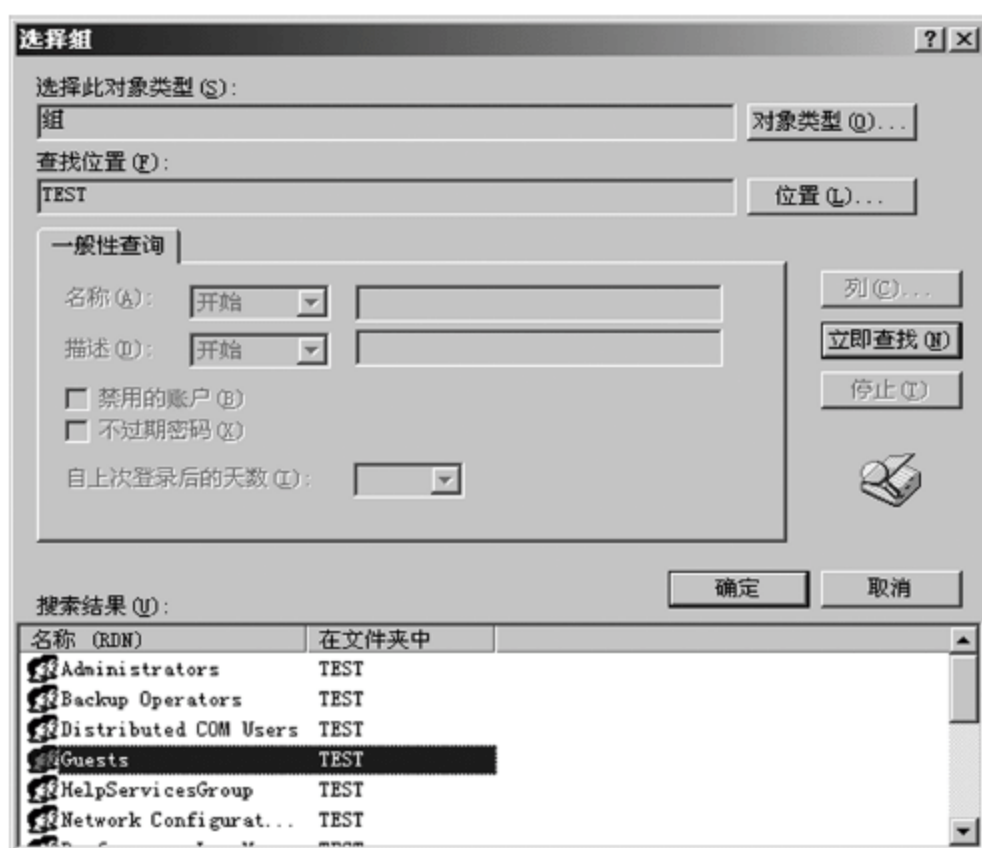 选择组
选择此对象类型(S):
组
对象类型(O)...
查找位置(F):
TEST
位置(L)...
一般性查询
名称(A): 开始
列(C)...
描述(D): 开始
立即查找(N)
禁用的账户(B)
停止(T)
不过期密码(X)
自上次登录后的天数(I):
确定 取消
搜索结果(U):
名称 (RDN) 在文件夹中
Administrators TEST
Backup Operators TEST
Distributed COM Users TEST
Guests TEST
HelpServicesGroup TEST
Network Configurat... TEST